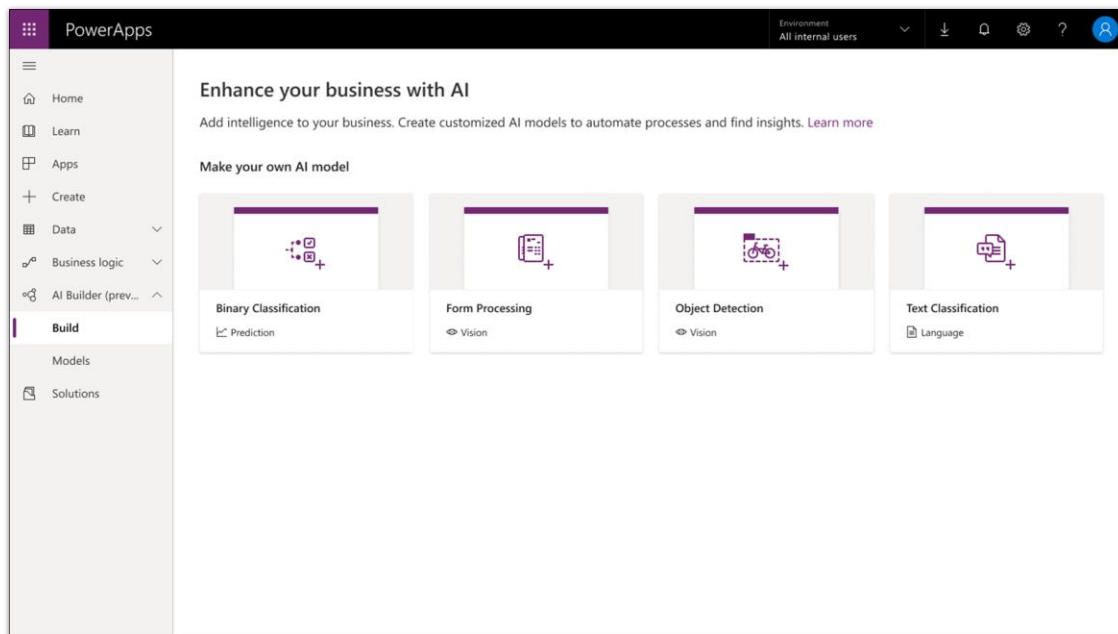 PowerApps
Environment
All internal users
?
Home
Learn
Apps
Create
Data
Business logic
AI Builder (prev...
Build
Models
Solutions
Enhance your business with AI
Add intelligence to your business. Create customized AI models to automate processes and find insights. Learn more
Make your own AI model
Binary Classification
Prediction
Form Processing
Vision
Object Detection
Vision
Text Classification
Language